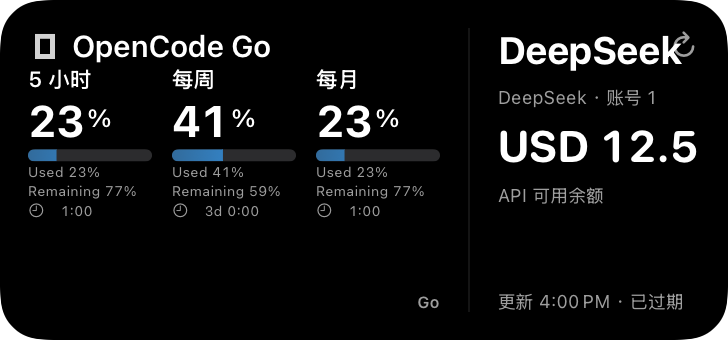 OpenCode Go
5 小时
23%
Used 23%
Remaining 77%
1:00
每周
41%
Used 41%
Remaining 59%
3d 0:00
每月
23%
Used 23%
Remaining 77%
1:00
Go
DeepSeek
DeepSeek · 账号 1
USD 12.5
API 可用余额
更新 4:00 PM · 已过期